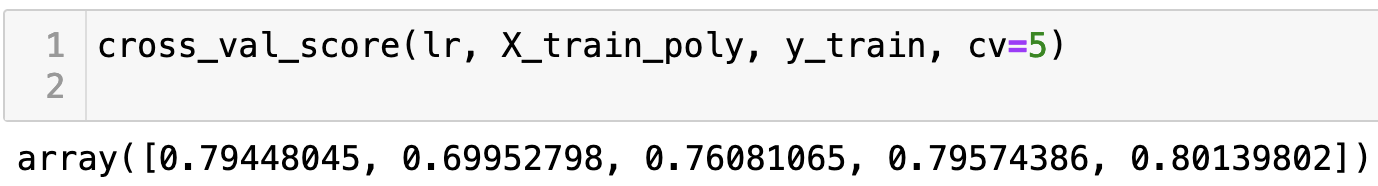 1 cross_val_score(lr, X_train_poly, y_train, cv=5)
2
array([0.79448045, 0.69952798, 0.76081065, 0.79574386, 0.80139802])